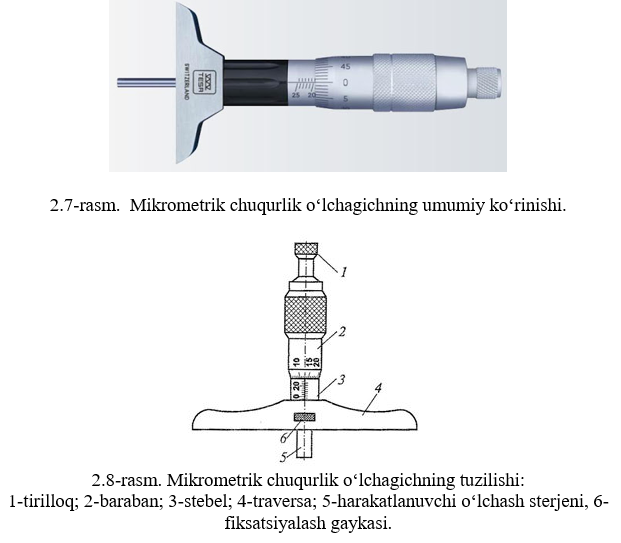 SWITZERLAND
TESA
25 30
45
0
5
2.7-rasm. Mikrometrik chuqurlik o‘lchagichning umumiy ko‘rinishi.
1
2
10 15 20
3
0 20
4
6
5
2.8-rasm. Mikrometrik chuqurlik o‘lchagichning tuzilishi:
1-tirilloq; 2-baraban; 3-stebel; 4-traversa; 5-harakatlanuvchi o‘lchash sterjeni, 6-
fiksatsiyalash gaykasi.